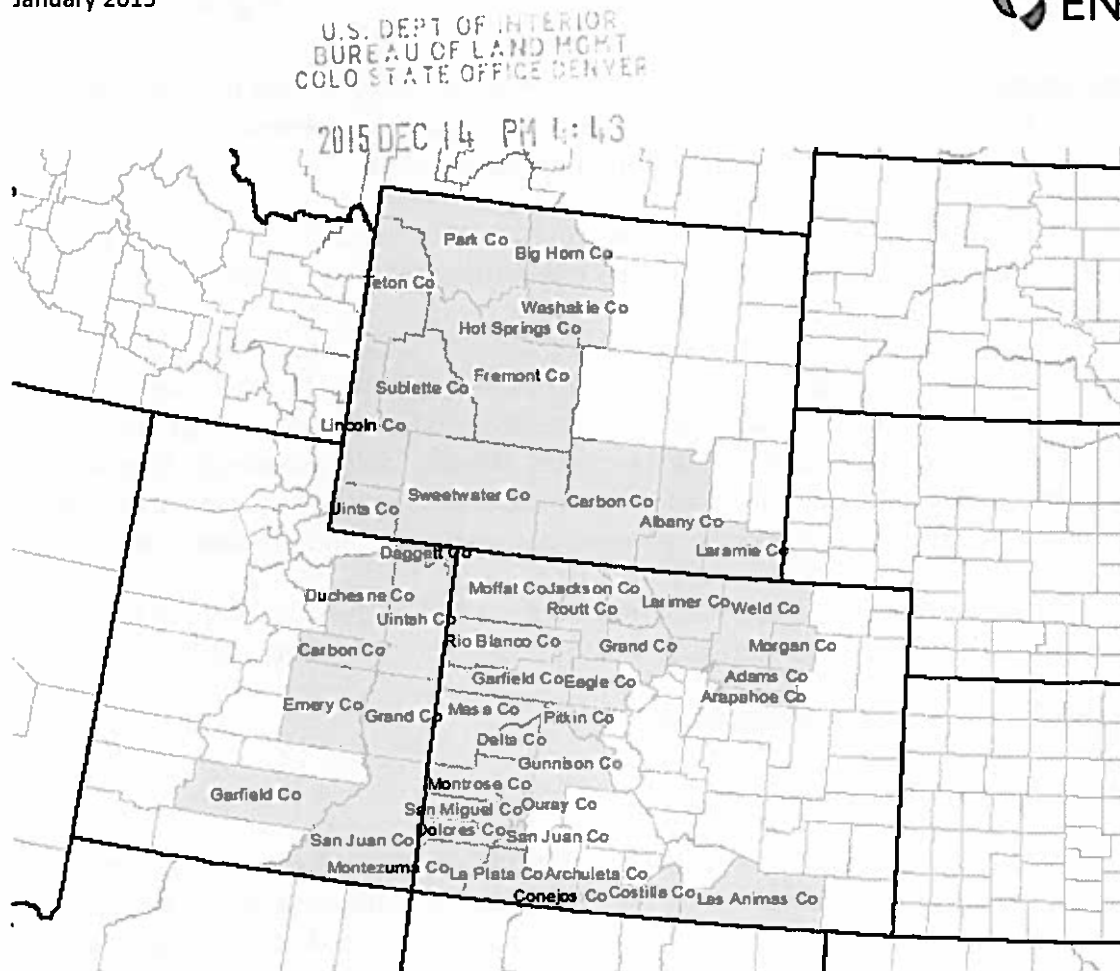 January 2015
EN
U.S. DEPT OF INTERIOR
BUREAU OF LAND MGMT
COLO STATE OFFICE DENVER
2015 DEC 14 PM 4:43
Park Co
Big Horn Co
eton Co
Washakie Co
Hot Springs Co
Fremont Co
Sublette Co
L
Lincoln Co
Sweetwater Co
Carbon Co
Uinta Co
Albany Co
Laramie Co
Daggett Co
Moffat Co
Jackson Co
Duchesne Co
Routt Co
Larimer Co
Weld Co
Uintah Co
Rio Blanco Co
Grand Co
Morgan Co
Carbon Co
Garfield Co
Eagle Co
Adams Co
Arapahoe Co
Emery Co
Grand Co
Mesa Co
Pitkin Co
Delta Co
Gunnison Co
Montrose Co
Garfield Co
San Miguel Co
Ouray Co
Dolores Co
San Juan Co
San Juan Co
Montezuma Co
La Plata Co
Archuleta Co
Conejos Co
Costilla Co
Las Animas Co